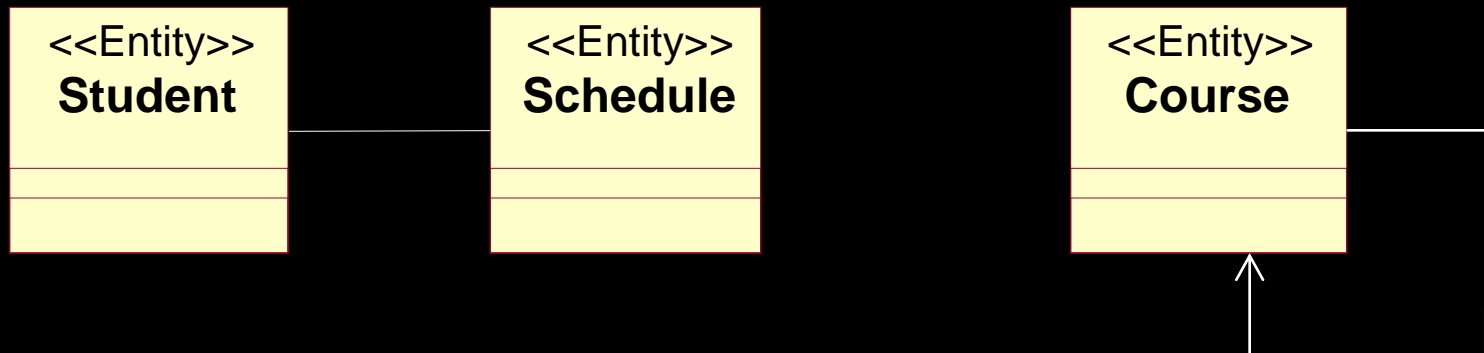 <<Entity>>
Student
<<Entity>>
Schedule
<<Entity>>
Course